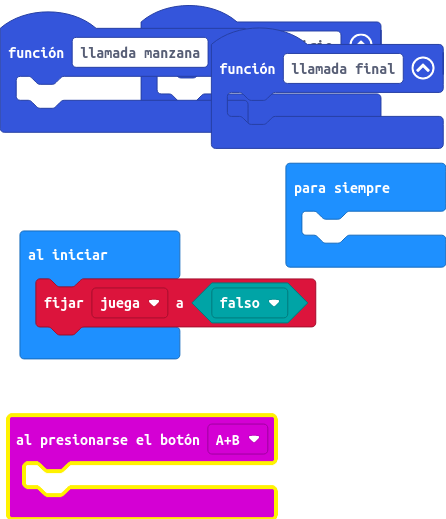 función llamada manzana
función llamada final
para siempre
al iniciar
fijar juega a falso
al presionarse el botón A+B